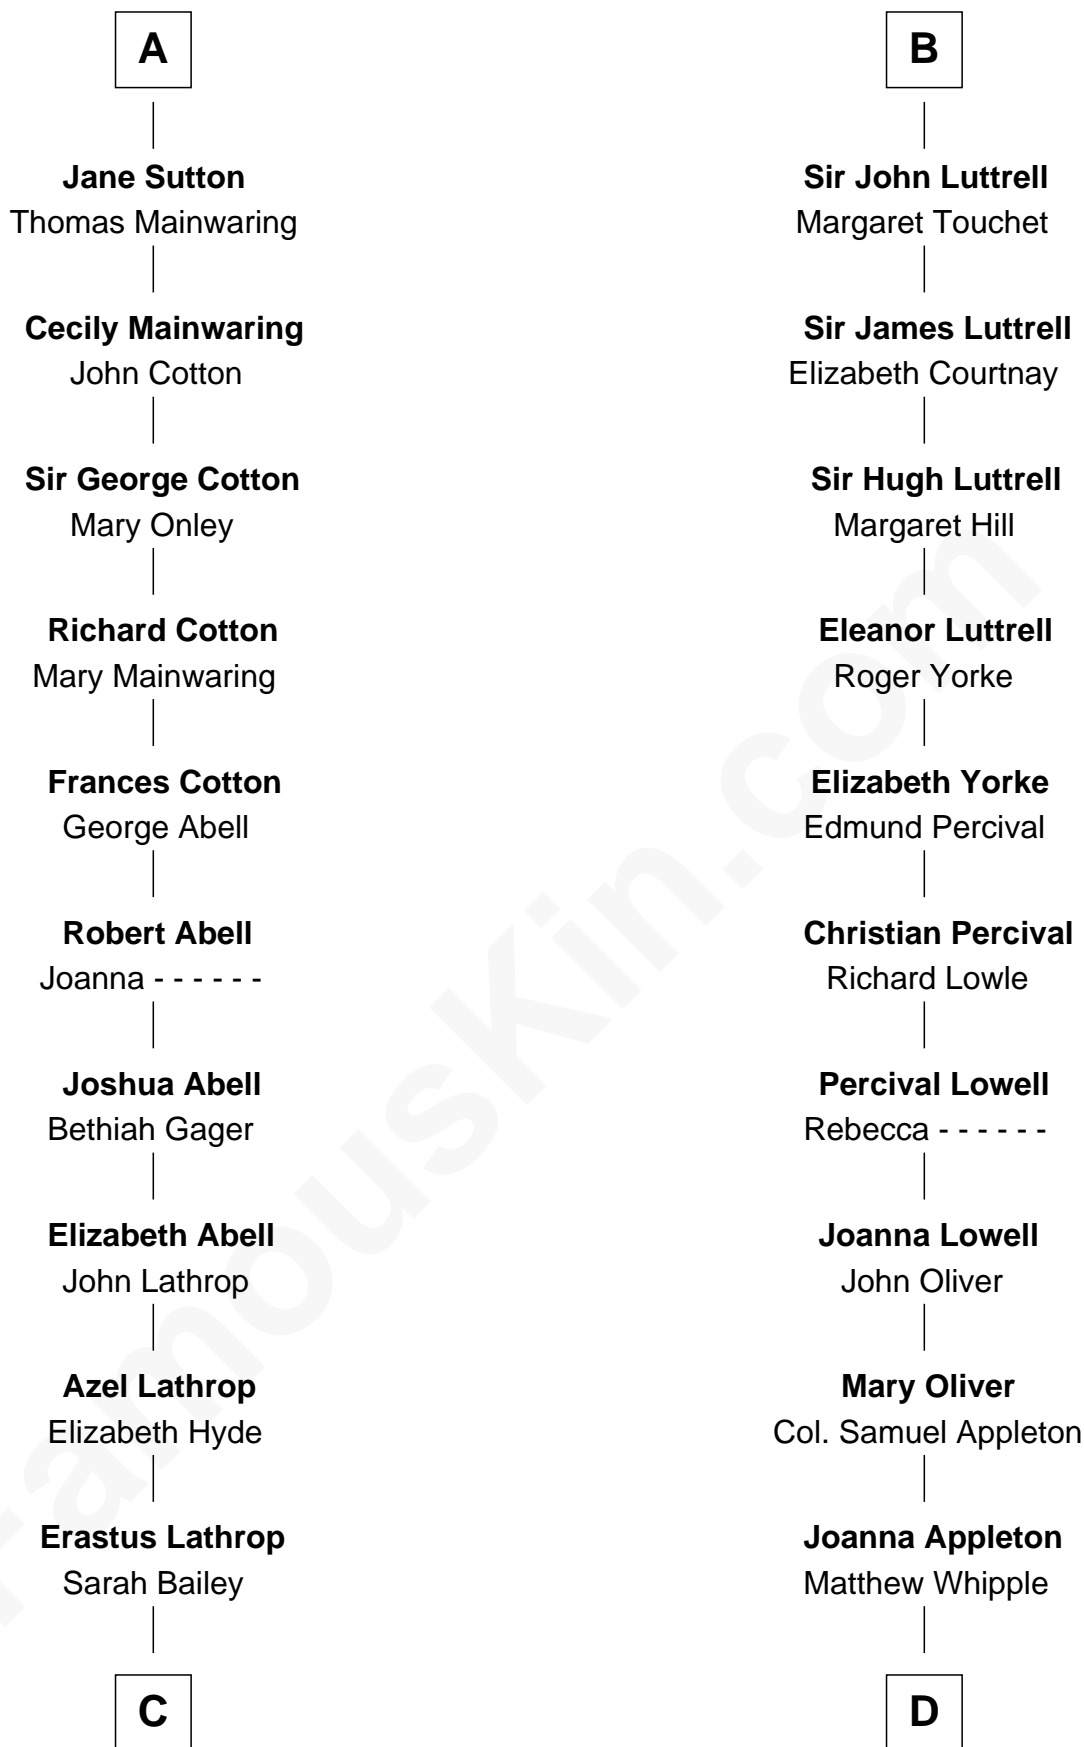 A
Jane Sutton
Thomas Mainwaring
Cecily Mainwaring
John Cotton
Sir George Cotton
Mary Onley
Richard Cotton
Mary Mainwaring
Frances Cotton
George Abell
Robert Abell
Joanna - - - - - -
Joshua Abell
Bethiah Gager
Elizabeth Abell
John Lathrop
Azel Lathrop
Elizabeth Hyde
Erastus Lathrop
Sarah Bailey
C
B
Sir John Luttrell
Margaret Touchet
Sir James Luttrell
Elizabeth Courtnay
Sir Hugh Luttrell
Margaret Hill
Eleanor Luttrell
Roger Yorke
Elizabeth Yorke
Edmund Percival
Christian Percival
Richard Lowle
Percival Lowell
Rebecca - - - - - -
Joanna Lowell
John Oliver
Mary Oliver
Col. Samuel Appleton
Joanna Appleton
Matthew Whipple
D
FamousKin.com